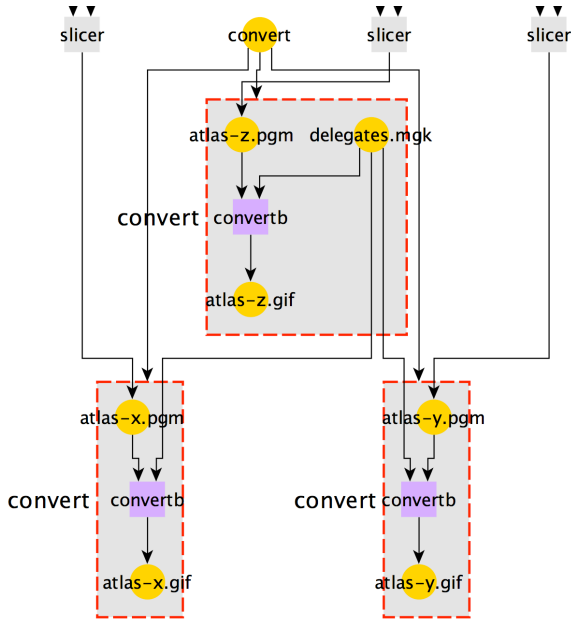 slicer convert slicer slicer
atlas-z.pgm delegates.mgk
convert convertb
atlas-z.gif
atlas-x.pgm atlas-y.pgm
convert convertb convert convertb
atlas-x.gif atlas-y.gif